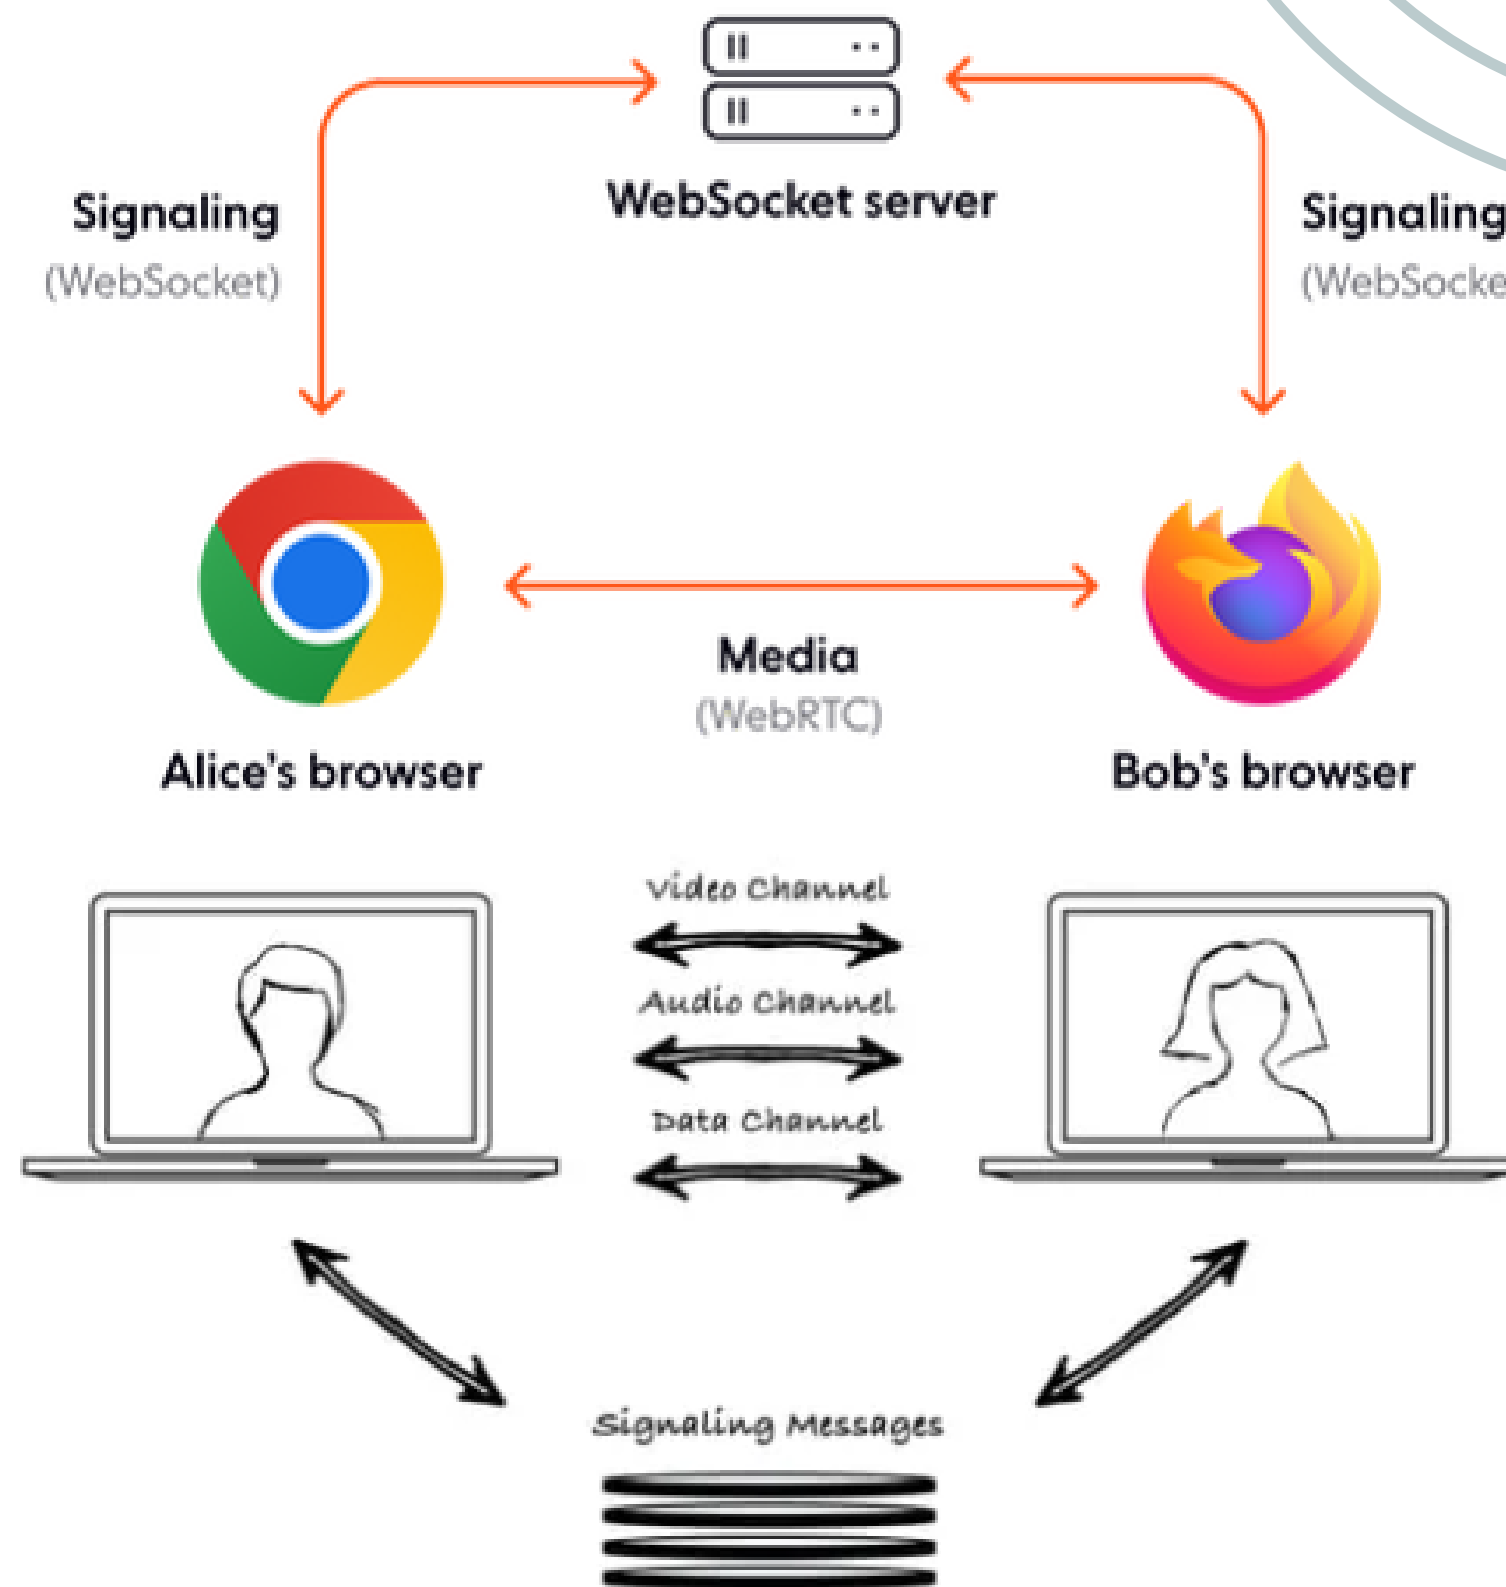 WebSocket server
Signaling
(WebSocket)
Signaling
(WebSocke
Media
(WebRTC)
Alice's browser
Bob's browser
Video Channel
Audio Channel
Data Channel
Signaling Messages